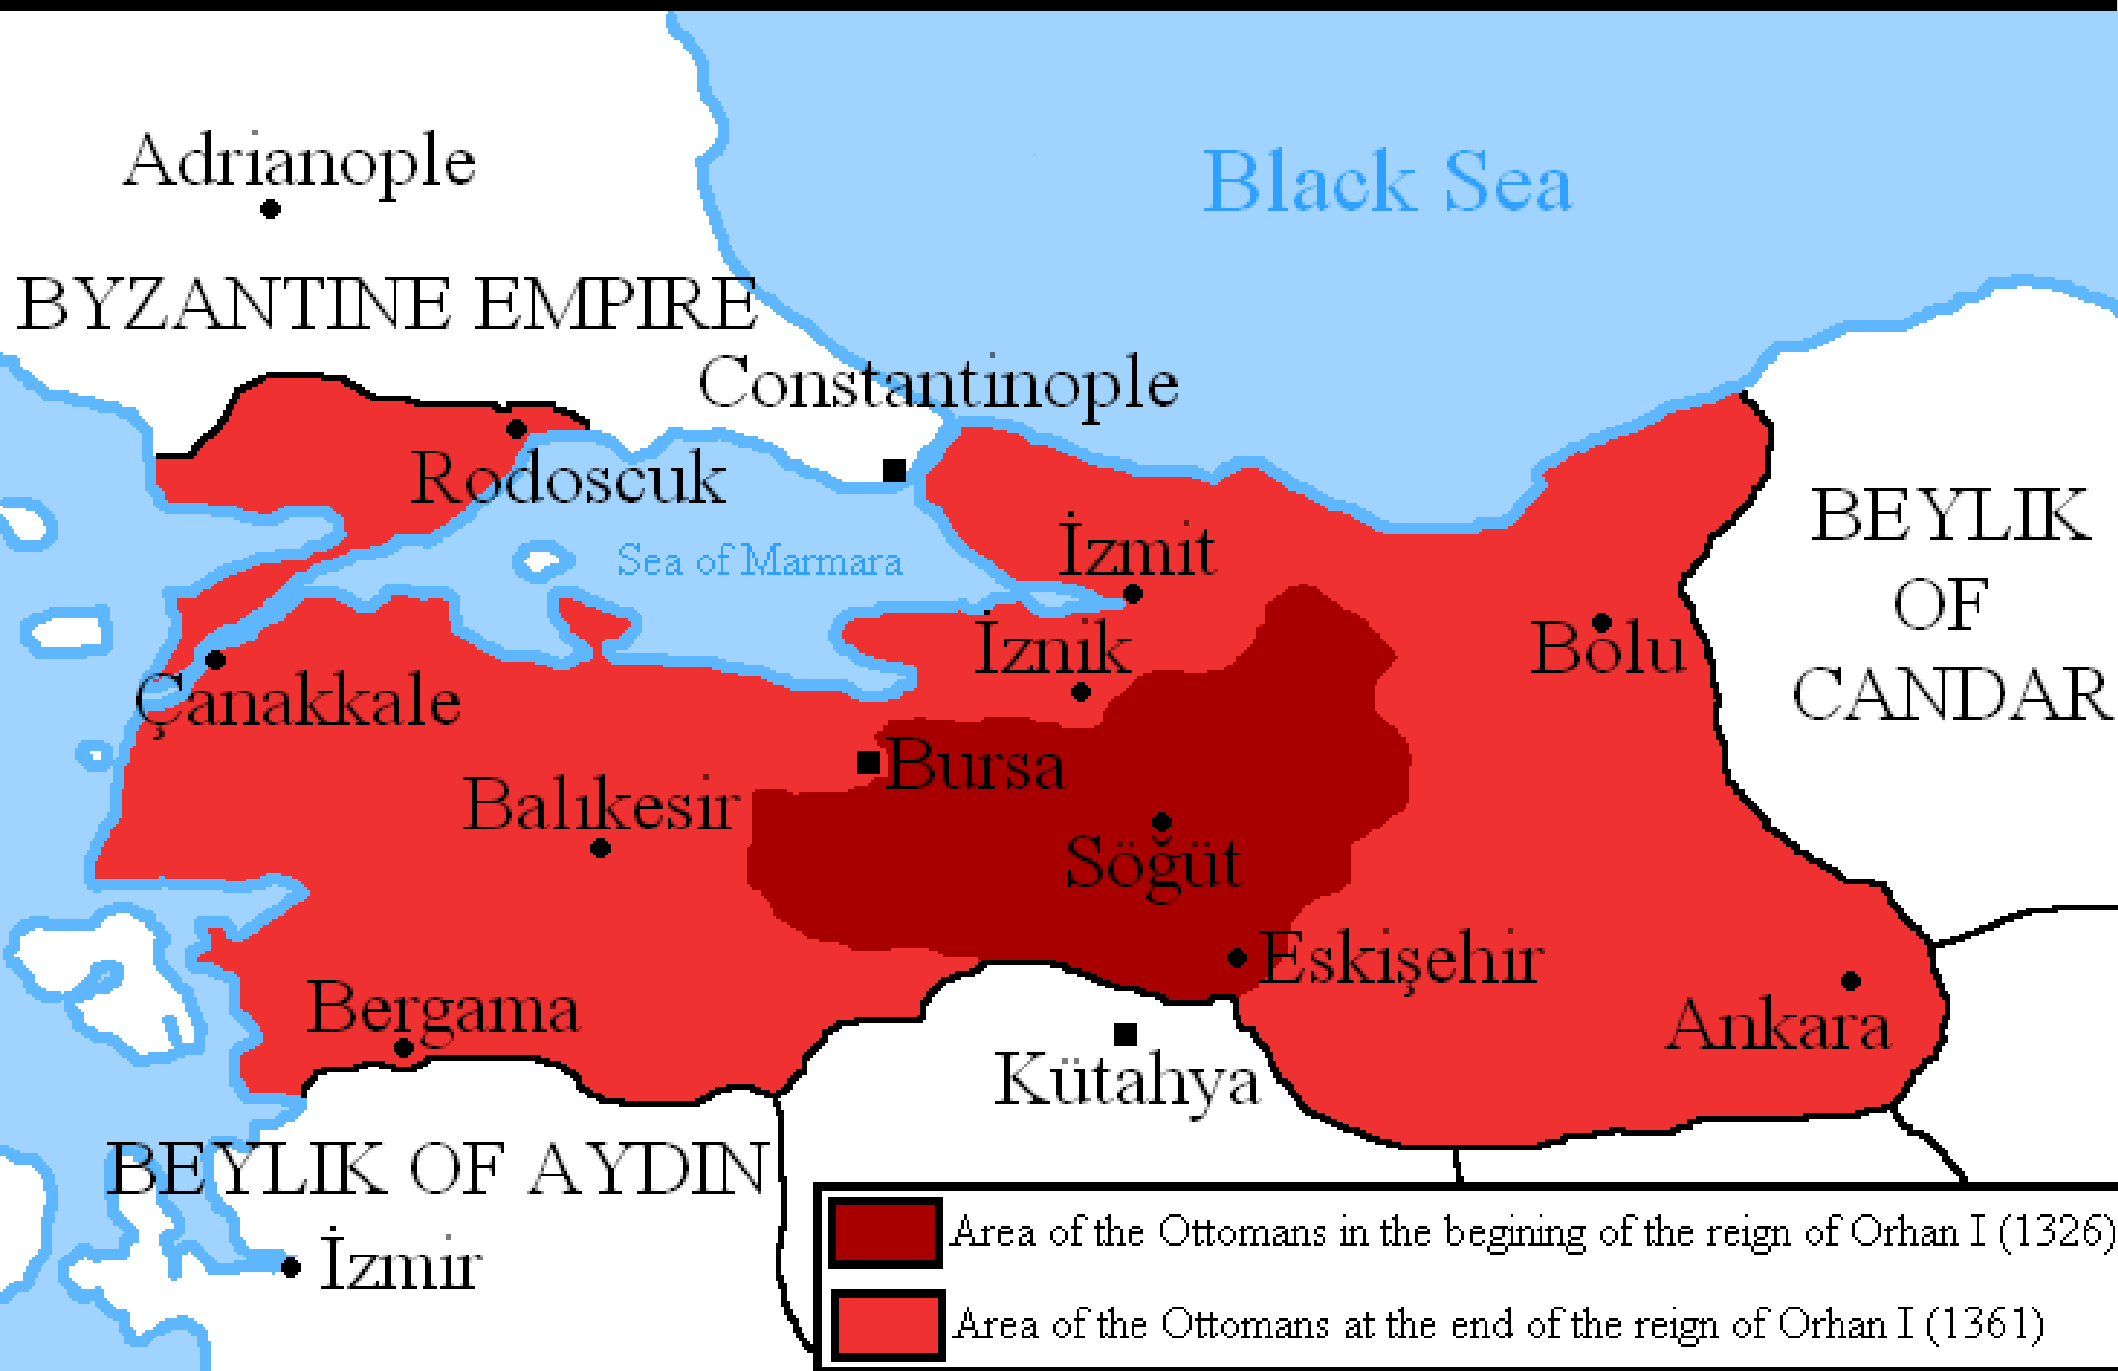 Adrianople
Black Sea
BYZANTINE EMPIRE
Constantinople
Rodoscuk
Sea of Marmara
İzmit
BEYLIK
OF
CANDAR
İznik
Bolu
Çanakkale
Bursa
Balıkesir
Söğüt
Eskişehir
Bergama
Ankara
Kütahya
BEYLIK OF AYDIN
İzmir
Area of the Ottomans in the begining of the reign of Orhan I (1326)
Area of the Ottomans at the end of the reign of Orhan I (1361)